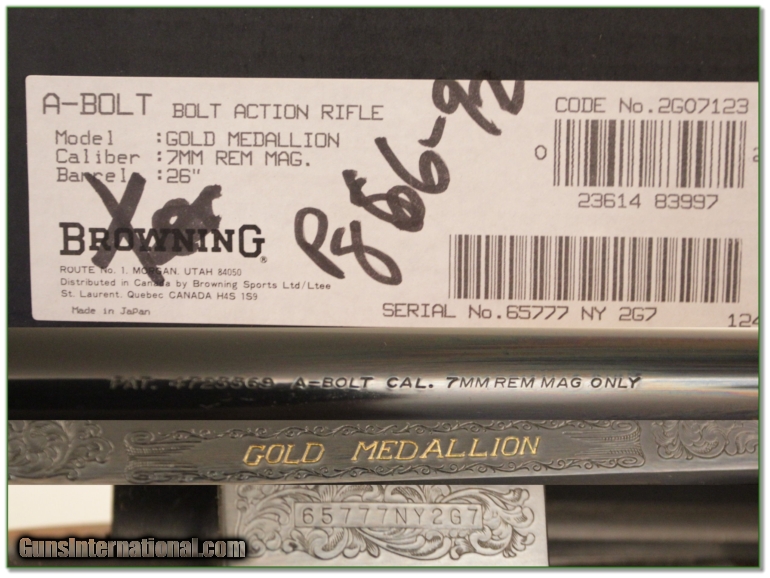 A-BOLT BOLT ACTION RIFLE
CODE No.2G07123
Model :GOLD MEDALLION
Caliber :7MM REM MAG.
Barrel :26"
0
23614 83997
BROWNING®
ROUTE No. 1, MORGAN, UTAH 84050
Distributed in Canada by Browning Sports Ltd/Ltee
St. Laurent, Quebec CANADA H4S 1S9
Made in Japan
SERIAL No.65777 NY 2G7
124
A-BOLT CAL. 7MM REM MAG ONLY
GOLD MEDALLION
65777NY2G7
GunsInternational.com